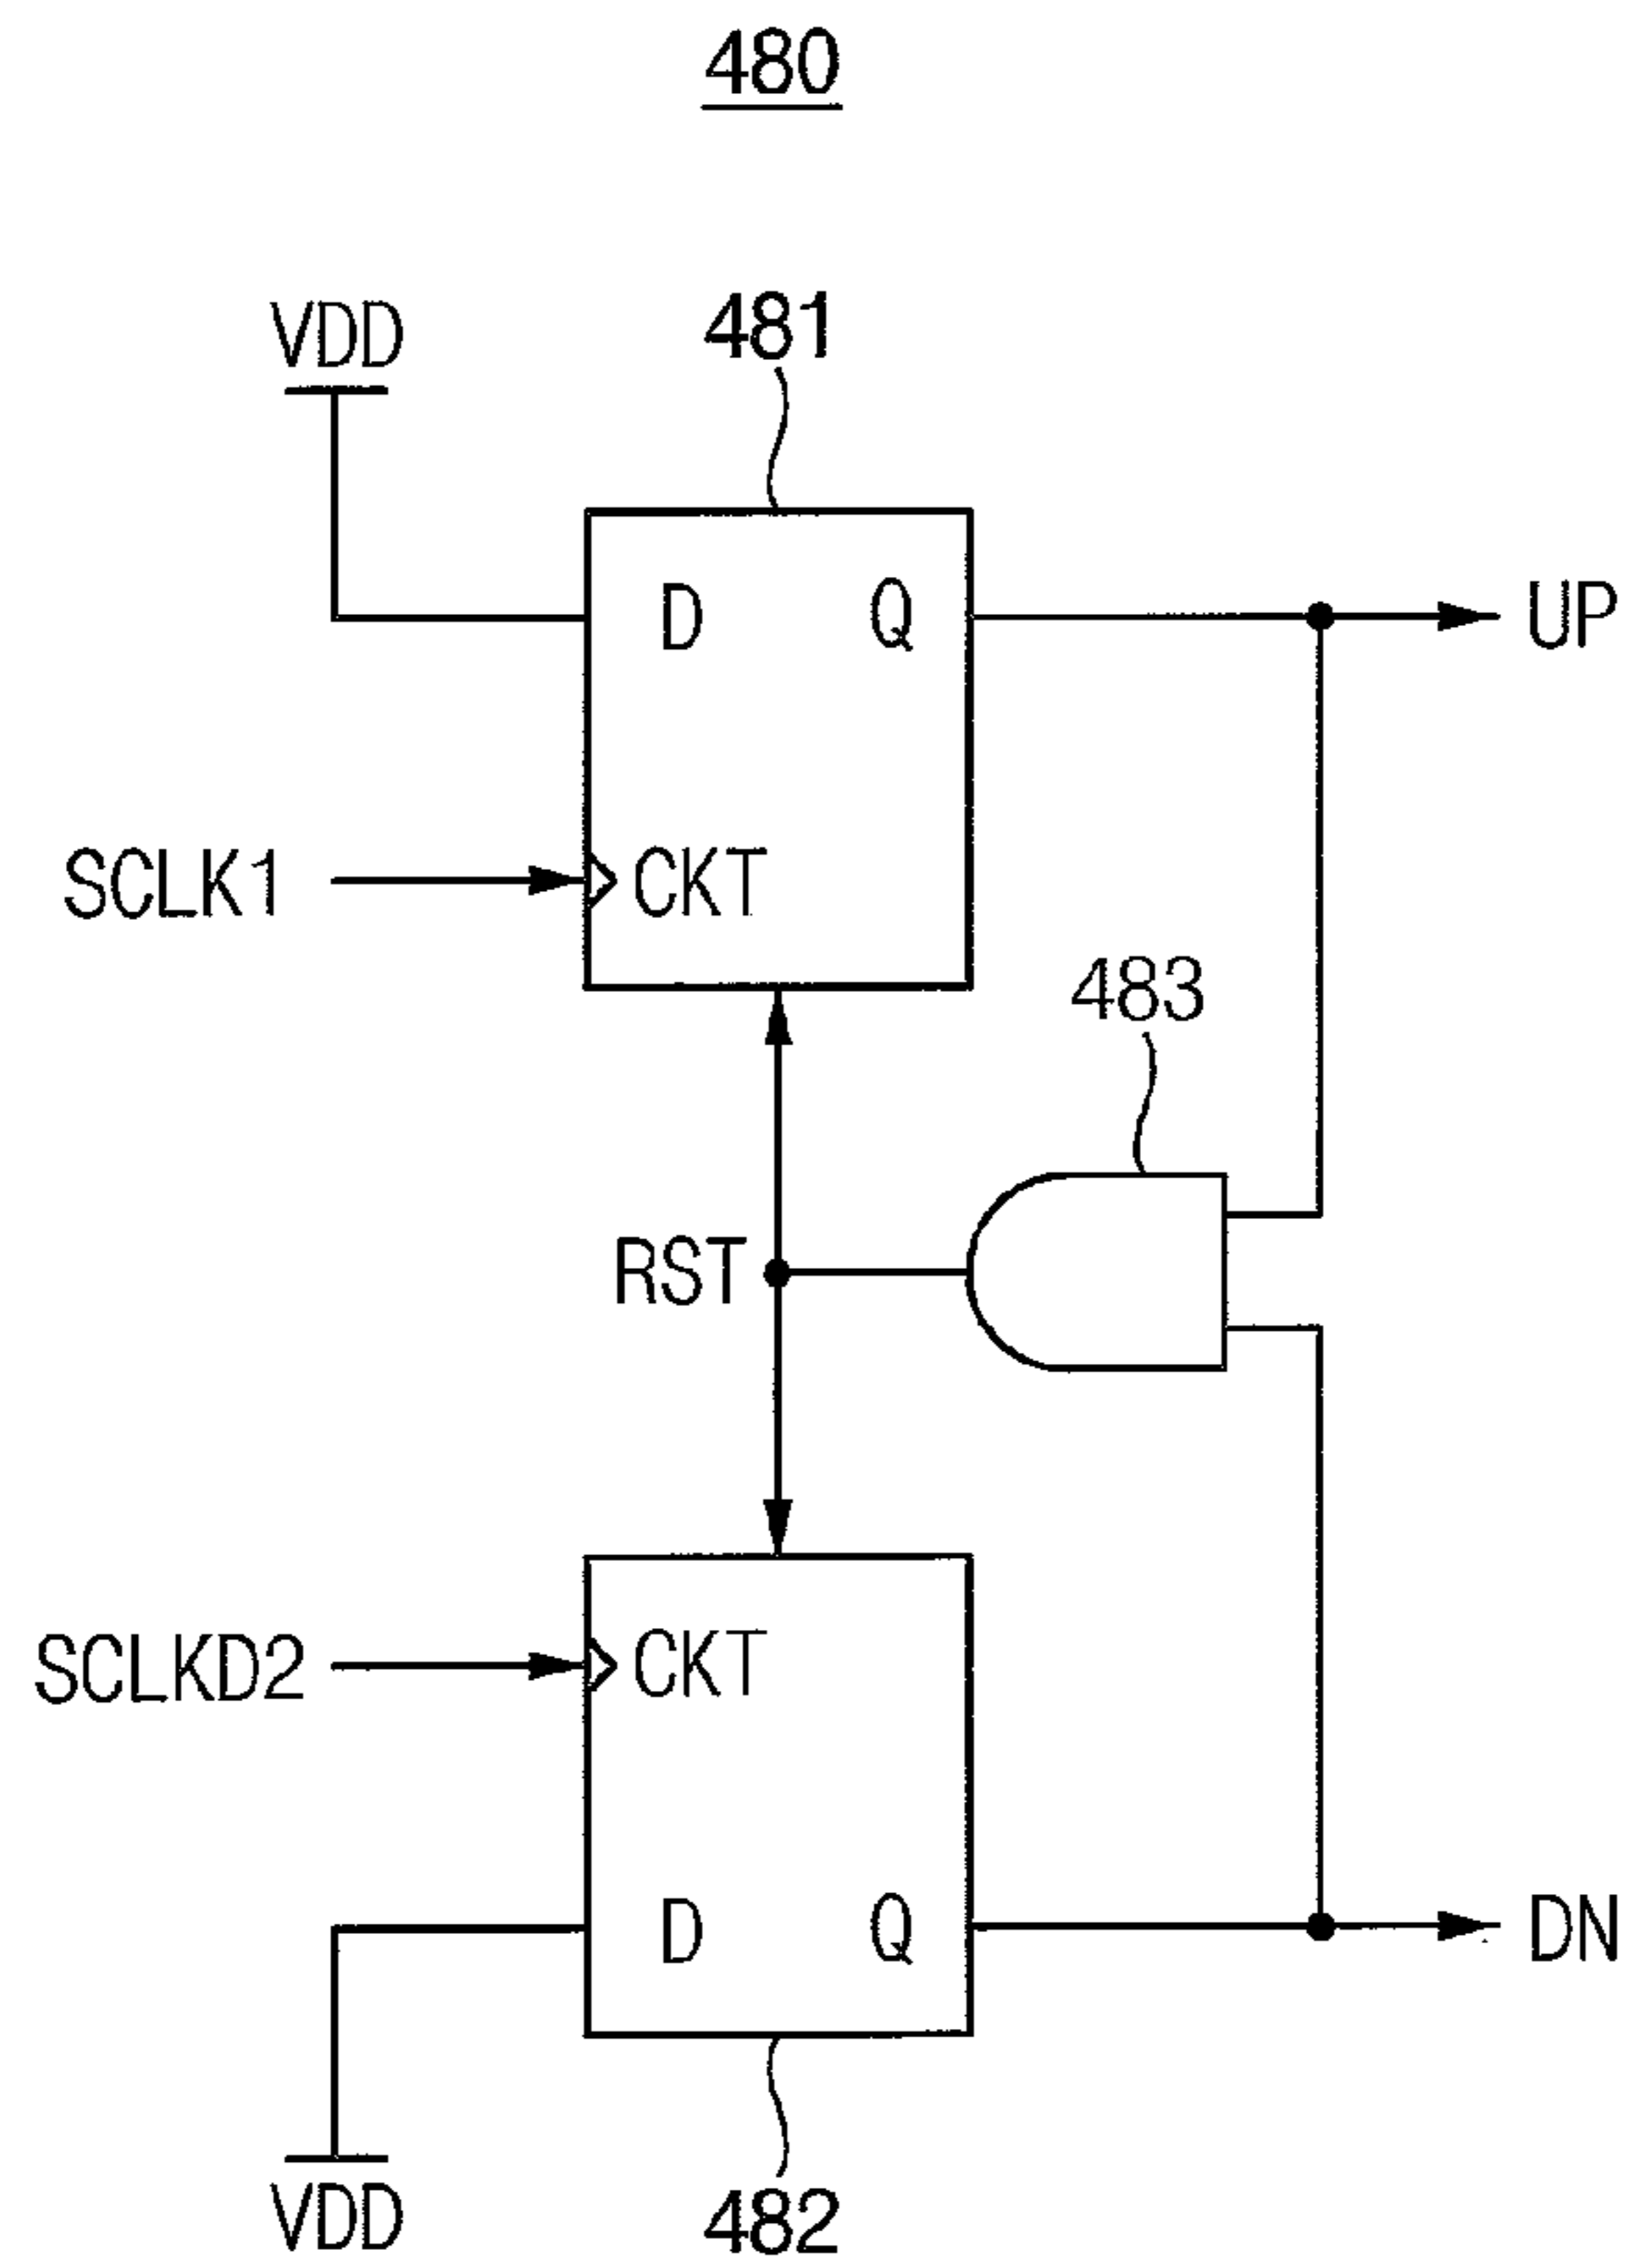 480
VDD
481
D
Q
UP
SCLK1
CKT
483
RST
SCLKD2
CKT
D
Q
DN
VDD
482